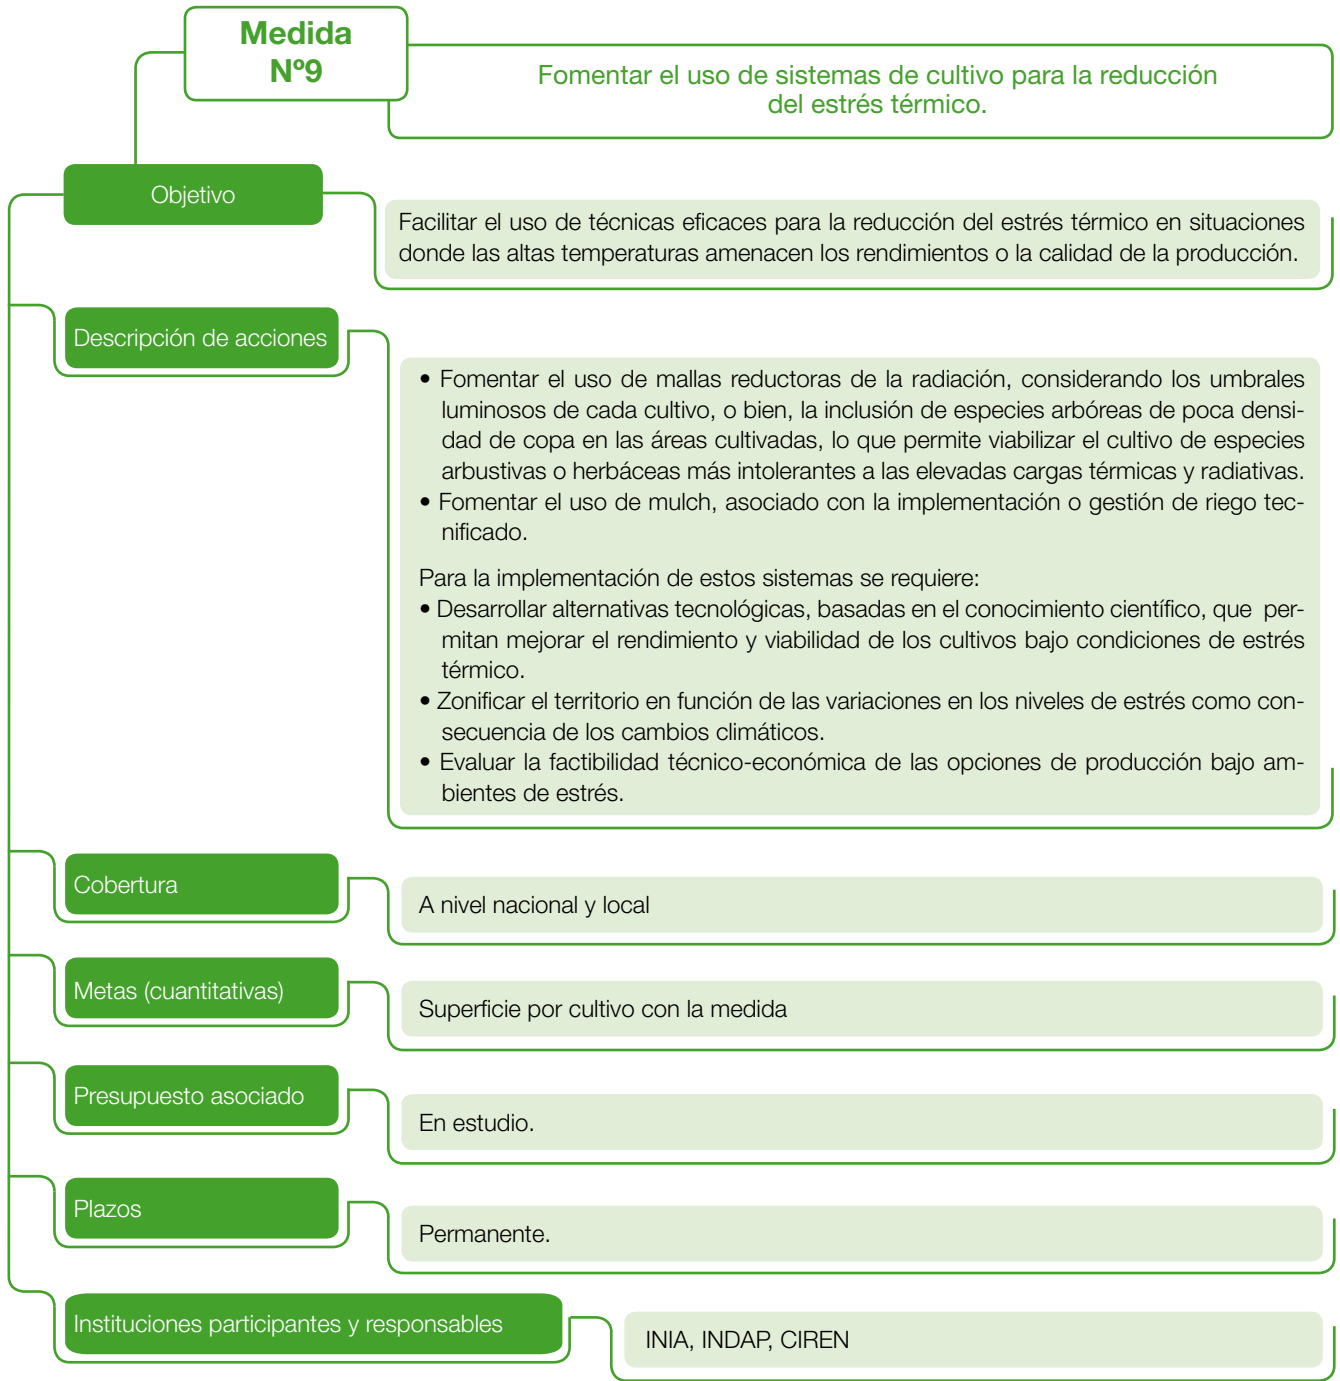 Medida
Nº9
Fomentar el uso de sistemas de cultivo para la reducción
del estrés térmico.
Objetivo
Facilitar el uso de técnicas eficaces para la reducción del estrés térmico en situaciones
donde las altas temperaturas amenacen los rendimientos o la calidad de la producción.
Descripción de acciones
• Fomentar el uso de mallas reductoras de la radiación, considerando los umbrales
luminosos de cada cultivo, o bien, la inclusión de especies arbóreas de poca densi-
dad de copa en las áreas cultivadas, lo que permite viabilizar el cultivo de especies
arbustivas o herbáceas más intolerantes a las elevadas cargas térmicas y radiativas.
• Fomentar el uso de mulch, asociado con la implementación o gestión de riego tec-
nificado.
Para la implementación de estos sistemas se requiere:
• Desarrollar alternativas tecnológicas, basadas en el conocimiento científico, que per-
mitan mejorar el rendimiento y viabilidad de los cultivos bajo condiciones de estrés
térmico.
• Zonificar el territorio en función de las variaciones en los niveles de estrés como con-
secuencia de los cambios climáticos.
• Evaluar la factibilidad técnico-económica de las opciones de producción bajo am-
bientes de estrés.
Cobertura
A nivel nacional y local
Metas (cuantitativas)
Superficie por cultivo con la medida
Presupuesto asociado
En estudio.
Plazos
Permanente.
Instituciones participantes y responsables
INIA, INDAP, CIREN